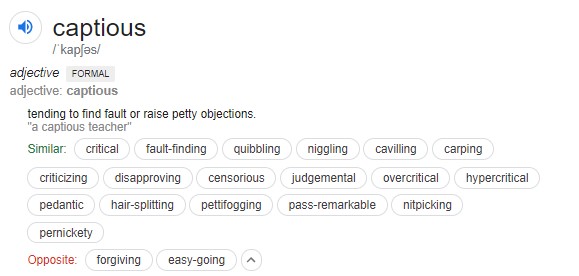 captious
/ˈkapʃəs/
adjective FORMAL
adjective: captious
tending to find fault or raise petty objections.
"a captious teacher"
Similar: critical fault-finding quibbling niggling cavilling carping
criticizing disapproving censorious judgemental overcritical hypercritical
pedantic hair-splitting pettifogging pass-remarkable nitpicking
pernickety
Opposite: forgiving easy-going